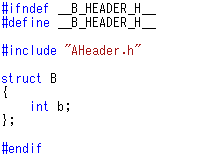 #ifndef __B_HEADER_H__
#define __B_HEADER_H__
#include "AHeader.h"
struct B
{
    int b;
};
#endif